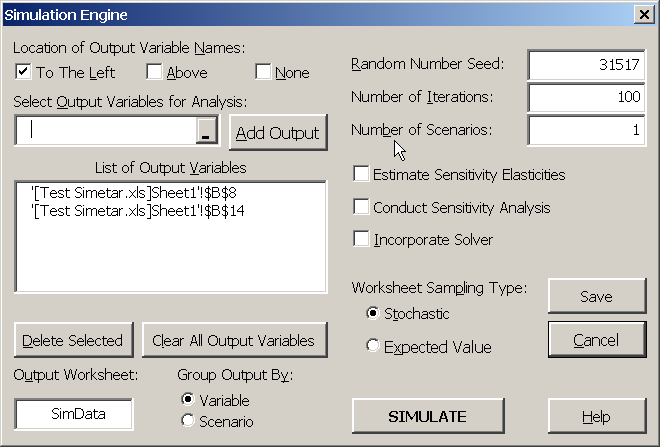 Simulation Engine
Location of Output Variable Names:
To The Left
Above
None
Select Output Variables for Analysis:
Add Output
List of Output Variables
'[Test Simetar.xls]Sheet1'!$B$8
'[Test Simetar.xls]Sheet1'!$B$14
Delete Selected
Clear All Output Variables
Output Worksheet:
SimData
Group Output By:
Variable
Scenario
Random Number Seed:
31517
Number of Iterations:
100
Number of Scenarios:
1
Estimate Sensitivity Elasticities
Conduct Sensitivity Analysis
Incorporate Solver
Worksheet Sampling Type:
Stochastic
Expected Value
Save
Cancel
SIMULATE
Help